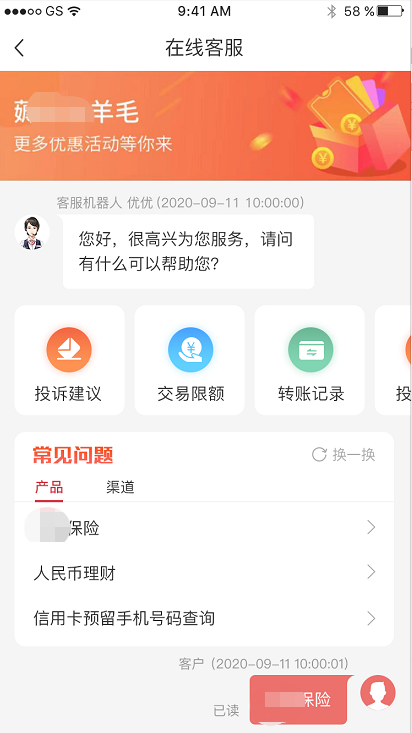 GS
9:41 AM
58 %
在线客服
薅 羊毛
更多优惠活动等你来
客服机器人 优优 (2020-09-11 10:00:00)
您好，很高兴为您服务，请问
有什么可以帮助您？
投诉建议
交易限额
转账记录
投
常见问题
换一换
产品
渠道
保险
人民币理财
信用卡预留手机号码查询
客户 (2020-09-11 10:00:01)
已读
保险